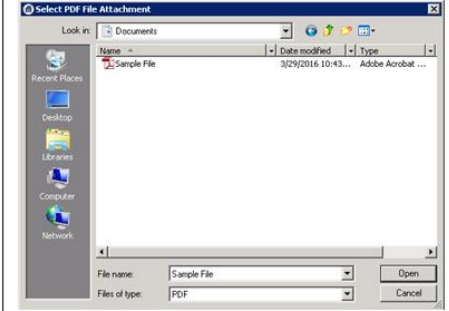 Select PDF File Attachment
Look in: Documents
Name Date modified Type
Sample File 3/29/2016 10:43... Adobe Acrobat ...
Recent Places
Desktop
Libraries
Computer
Network
File name: Sample File Open
Files of type: PDF Cancel